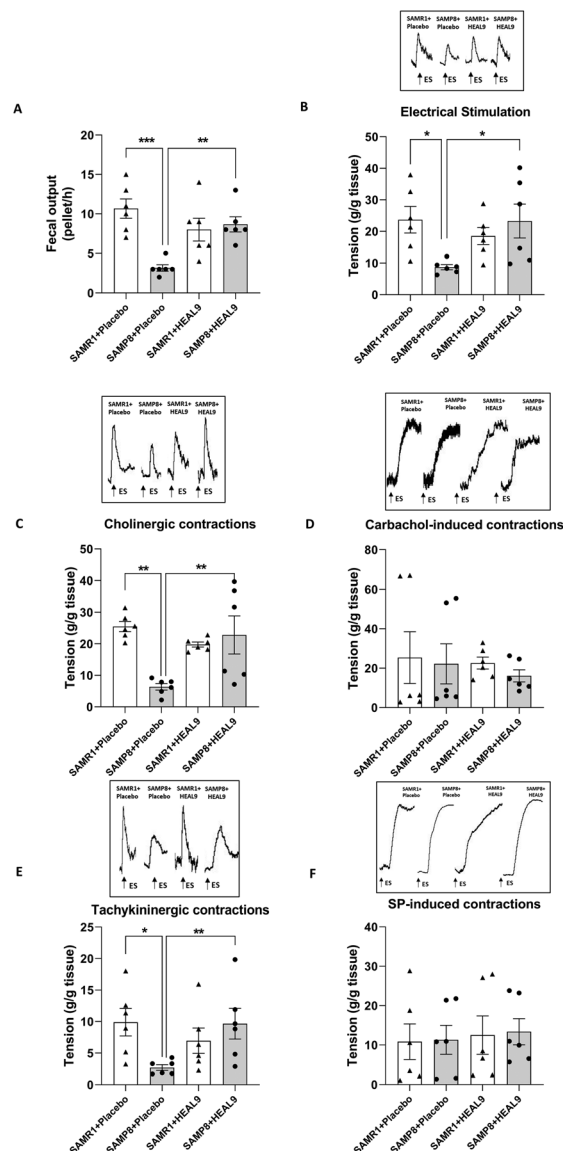 SAMR1+ SAMP8+ SAMR1+ SAMP8+
Placebo Placebo HEAL9 HEAL9
ES ES ES ES
A
Fecal output
(pellet/h)
20
15
10
5
0
*** **
SAMR1+Placebo
SAMP8+Placebo
SAMR1+HEAL9
SAMP8+HEAL9
B
Electrical Stimulation
Tension (g/g tissue)
50
40
30
20
10
0
* *
SAMR1+Placebo
SAMP8+Placebo
SAMR1+HEAL9
SAMP8+HEAL9
SAMR1+ SAMP8+ SAMR1+ SAMP8+
Placebo Placebo HEAL9 HEAL9
ES ES ES ES
C
Cholinergic contractions
Tension (g/g tissue)
50
40
30
20
10
0
** **
SAMR1+Placebo
SAMP8+Placebo
SAMR1+HEAL9
SAMP8+HEAL9
SAMR1+ SAMP8+ SAMR1+ SAMP8+
Placebo Placebo HEAL9 HEAL9
ES ES ES ES
D
Carbachol-induced contractions
Tension (g/g tissue)
80
60
40
20
0
SAMR1+Placebo
SAMP8+Placebo
SAMR1+HEAL9
SAMP8+HEAL9
SAMR1+ SAMP8+ SAMR1+ SAMP8+
Placebo Placebo HEAL9 HEAL9
ES ES ES ES
E
Tachykininergic contractions
Tension (g/g tissue)
25
20
15
10
5
0
* **
SAMR1+Placebo
SAMP8+Placebo
SAMR1+HEAL9
SAMP8+HEAL9
SAMR1+ SAMP8+ SAMR1+ SAMP8+
Placebo Placebo HEAL9 HEAL9
ES ES ES ES
F
SP-induced contractions
Tension (g/g tissue)
40
30
20
10
0
SAMR1+Placebo
SAMP8+Placebo
SAMR1+HEAL9
SAMP8+HEAL9